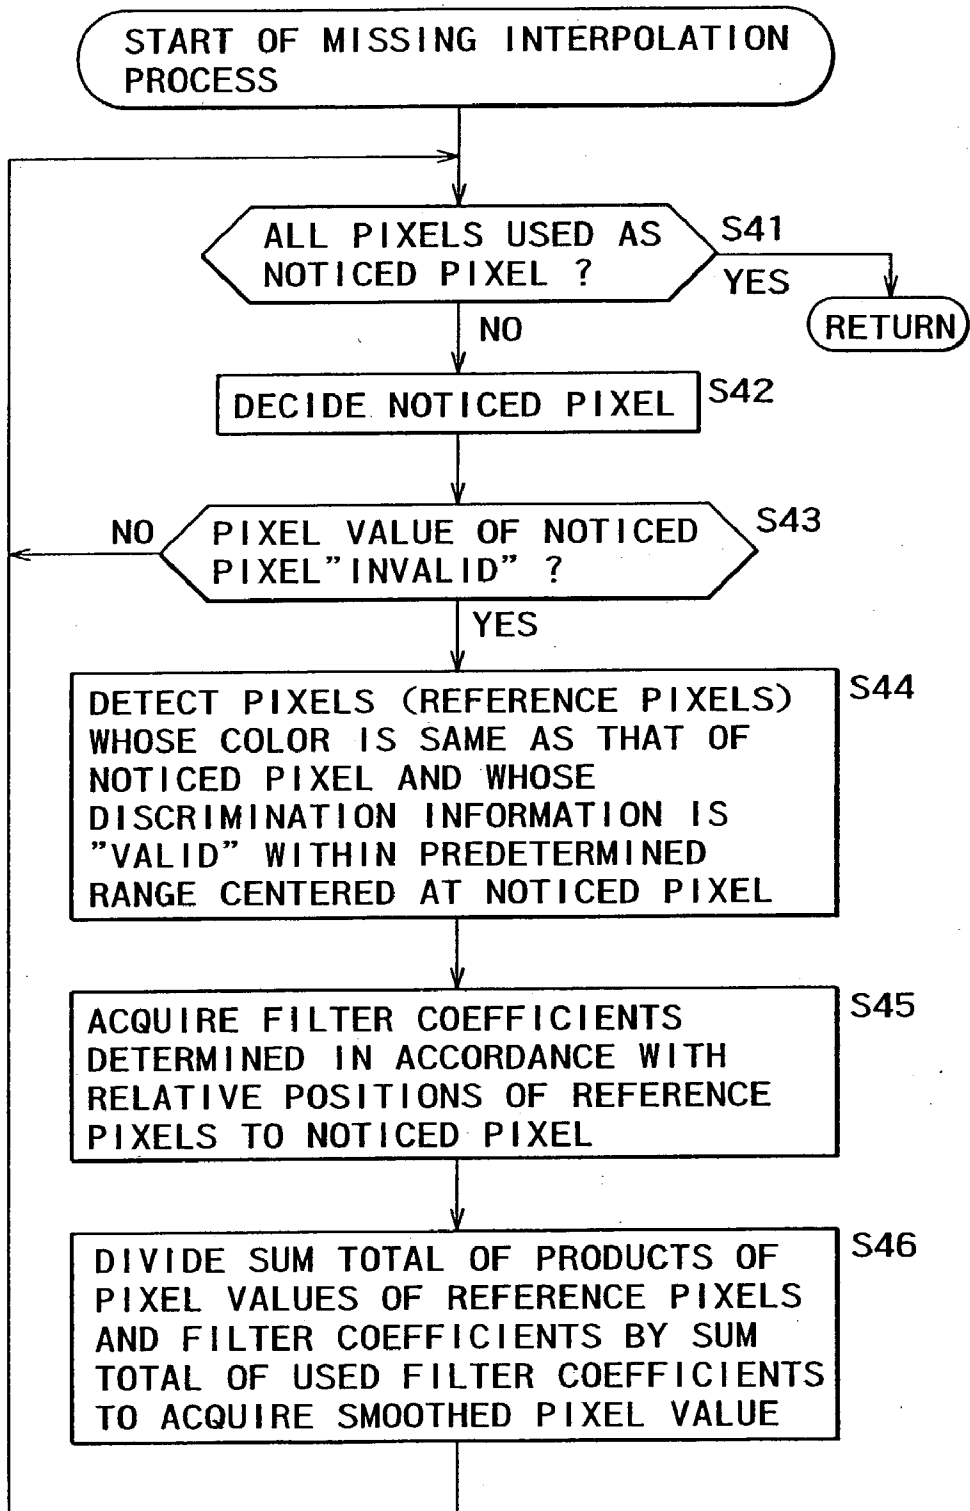 START OF MISSING INTERPOLATION
PROCESS
ALL PIXELS USED AS
NOTICED PIXEL ?
S41
YES
RETURN
NO
DECIDE NOTICED PIXEL
S42
NO
PIXEL VALUE OF NOTICED
PIXEL"INVALID" ?
S43
YES
DETECT PIXELS (REFERENCE PIXELS)
WHOSE COLOR IS SAME AS THAT OF
NOTICED PIXEL AND WHOSE
DISCRIMINATION INFORMATION IS
"VALID" WITHIN PREDETERMINED
RANGE CENTERED AT NOTICED PIXEL
S44
ACQUIRE FILTER COEFFICIENTS
DETERMINED IN ACCORDANCE WITH
RELATIVE POSITIONS OF REFERENCE
PIXELS TO NOTICED PIXEL
S45
DIVIDE SUM TOTAL OF PRODUCTS OF
PIXEL VALUES OF REFERENCE PIXELS
AND FILTER COEFFICIENTS BY SUM
TOTAL OF USED FILTER COEFFICIENTS
TO ACQUIRE SMOOTHED PIXEL VALUE
S46